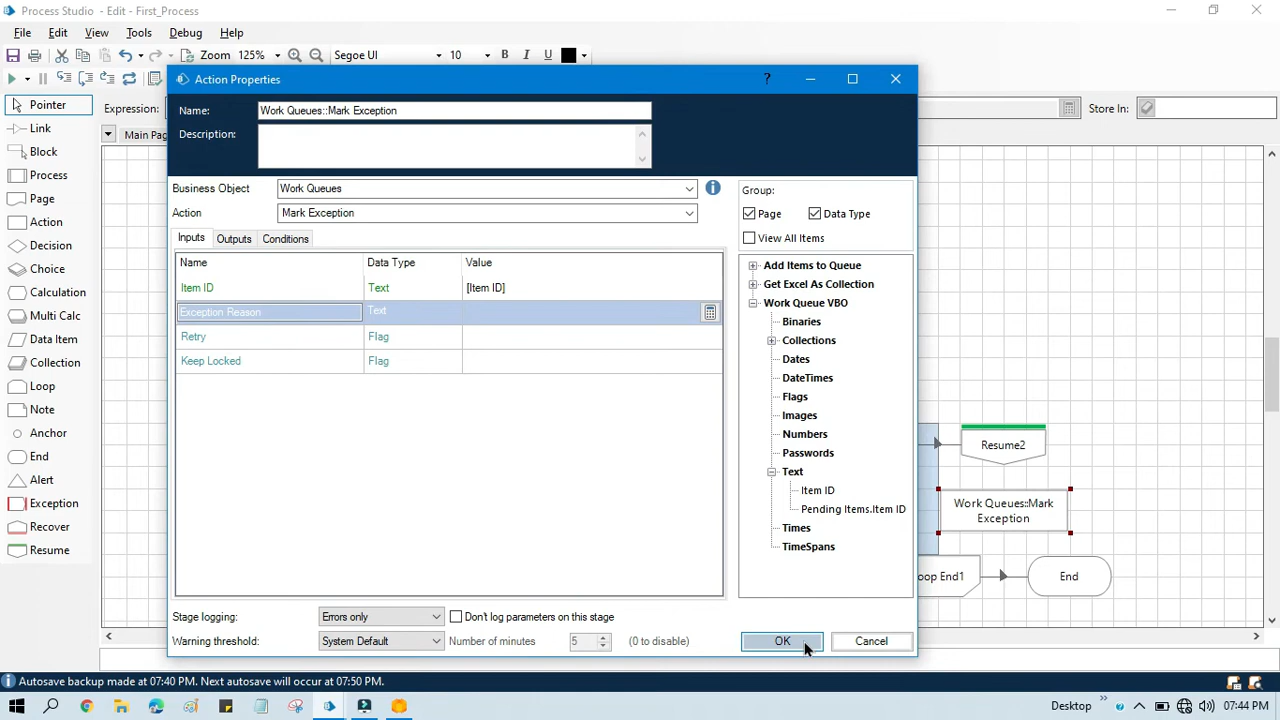 Process Studio - Edit - First_Process
File Edit View Tools Debug Help
Zoom 125% Segoe UI 10 B I U
Expression: Store In:
Action Properties
?
Name: Work Queues::Mark Exception
Description:
Business Object Work Queues
Action Mark Exception
Inputs Outputs Conditions
Name Data Type Value
Item ID Text [Item ID]
Exception Reason Text
Retry Flag
Keep Locked Flag
Group:
Page Data Type
View All Items
Add Items to Queue
Get Excel As Collection
Work Queue VBO
Binaries
Collections
Dates
DateTimes
Flags
Images
Numbers
Passwords
Text
Item ID
Pending Items.Item ID
Times
TimeSpans
Stage logging: Errors only Don't log parameters on this stage
Warning threshold: System Default Number of minutes 5 (0 to disable)
OK Cancel
Pointer
Link
Block
Process
Page
Action
Decision
Choice
Calculation
Multi Calc
Data Item
Collection
Loop
Note
Anchor
End
Alert
Exception
Recover
Resume
Main Pag
Resume2
Work Queues::Mark
Exception
oop End1 End
Autosave backup made at 07:40 PM. Next autosave will occur at 07:50 PM.
Desktop 07:44 PM